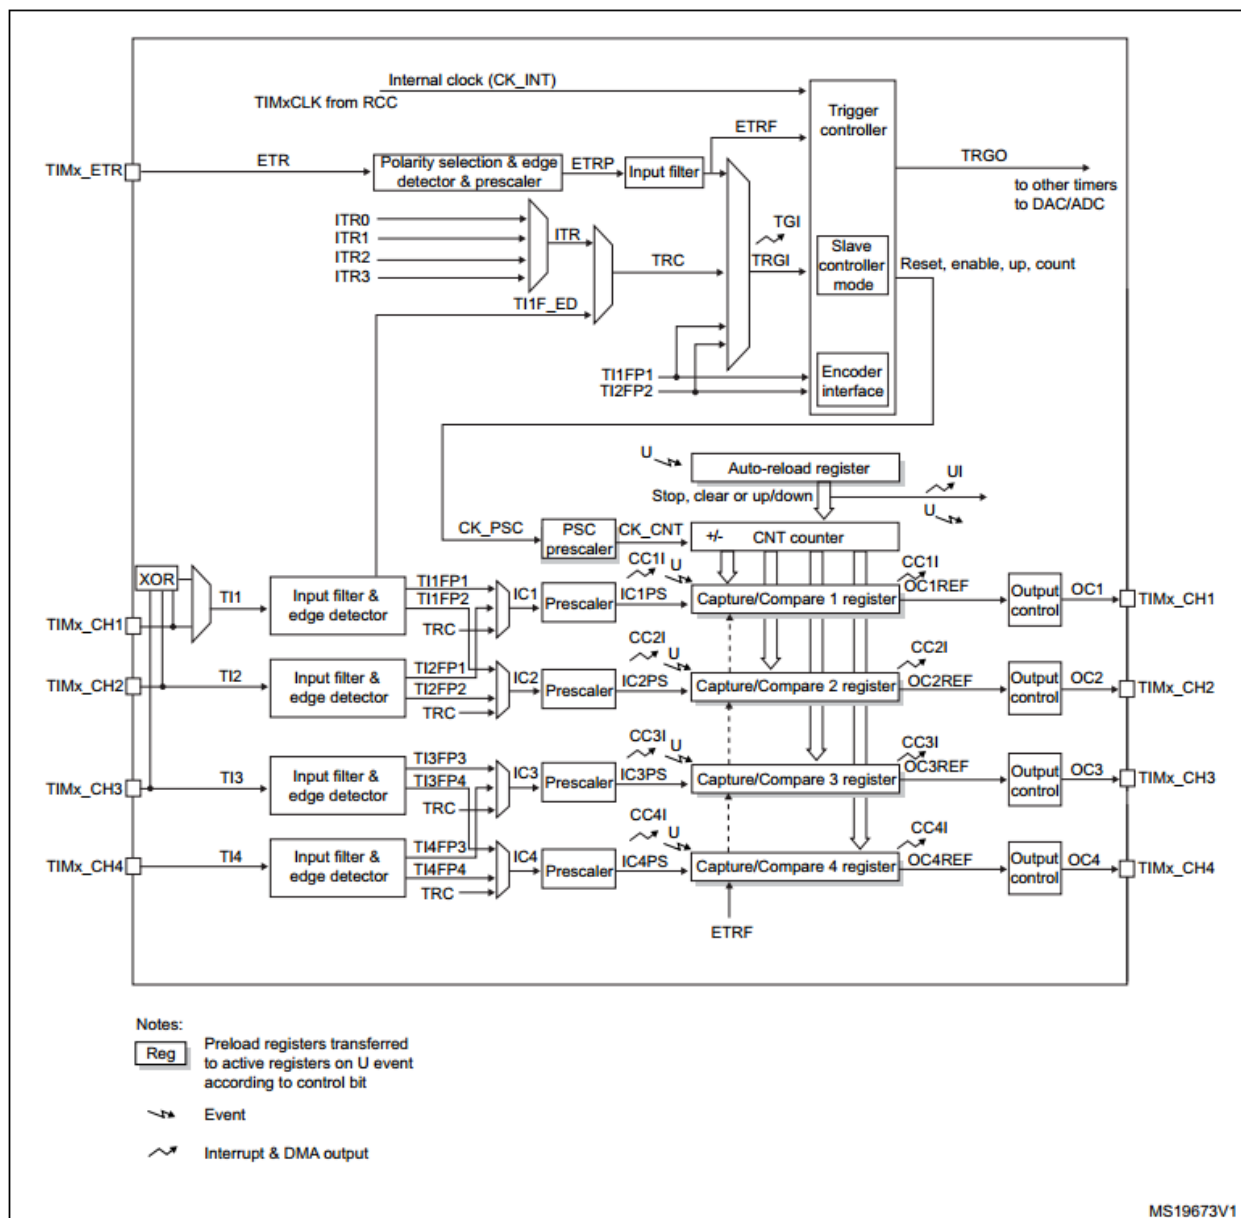 Internal clock (CK_INT)
TIMxCLK from RCC
Trigger
controller
ETRF
TIMx_ETR
ETR
Polarity selection & edge
detector & prescaler
ETRP
Input filter
TRGO
to other timers
to DAC/ADC
ITR0
ITR1
ITR2
ITR3
ITR
TRC
TGI
TRGI
Slave
controller
mode
Reset, enable, up, count
TI1F_ED
TI1FP1
TI2FP2
Encoder
interface
U
Auto-reload register
UI
Stop, clear or up/down
U
CK_PSC
PSC
prescaler
CK_CNT
+/-
CNT counter
XOR
TI1
TIMx_CH1
Input filter &
edge detector
TI1FP1
TI1FP2
TRC
IC1
Prescaler
IC1PS
CC1I
U
Capture/Compare 1 register
CC1I
OC1REF
Output
control
OC1
TIMx_CH1
TIMx_CH2
TI2
Input filter &
edge detector
TI2FP1
TI2FP2
TRC
IC2
Prescaler
IC2PS
CC2I
U
Capture/Compare 2 register
CC2I
OC2REF
Output
control
OC2
TIMx_CH2
TIMx_CH3
TI3
Input filter &
edge detector
TI3FP3
TI3FP4
TRC
IC3
Prescaler
IC3PS
CC3I
U
Capture/Compare 3 register
CC3I
OC3REF
Output
control
OC3
TIMx_CH3
TIMx_CH4
TI4
Input filter &
edge detector
TI4FP3
TI4FP4
TRC
IC4
Prescaler
IC4PS
CC4I
U
Capture/Compare 4 register
CC4I
OC4REF
Output
control
OC4
TIMx_CH4
ETRF
Notes:
Reg
Preload registers transferred
to active registers on U event
according to control bit
Event
Interrupt & DMA output
MS19673V1